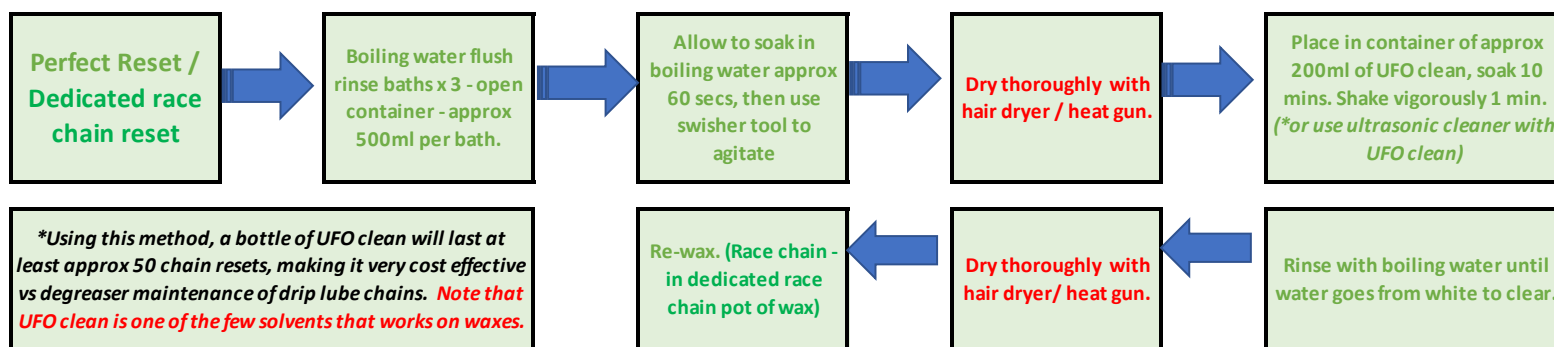 Perfect Reset /
Dedicated race
chain reset
Boiling water flush
rinse baths x 3 - open
container - approx
500ml per bath.
Allow to soak in
boiling water approx
60 secs, then use
swisher tool to
agitate
Dry thoroughly with
hair dryer / heat gun.
Place in container of approx
200ml of UFO clean, soak 10
mins. Shake vigorously 1 min.
(*or use ultrasonic cleaner with
UFO clean)
Rinse with boiling water until
water goes from white to clear.
Dry thoroughly with
hair dryer/ heat gun.
Re-wax. (Race chain -
in dedicated race
chain pot of wax)
*Using this method, a bottle of UFO clean will last at
least approx 50 chain resets, making it very cost effective
vs degreaser maintenance of drip lube chains. Note that
UFO clean is one of the few solvents that works on waxes.